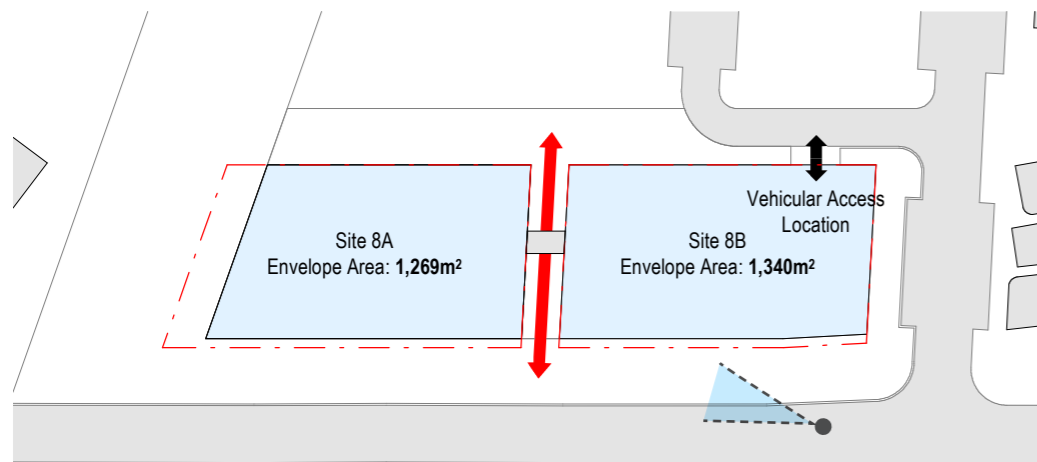 Vehicular Access
Location
Site 8A
Envelope Area: 1,269m²
Site 8B
Envelope Area: 1,340m²